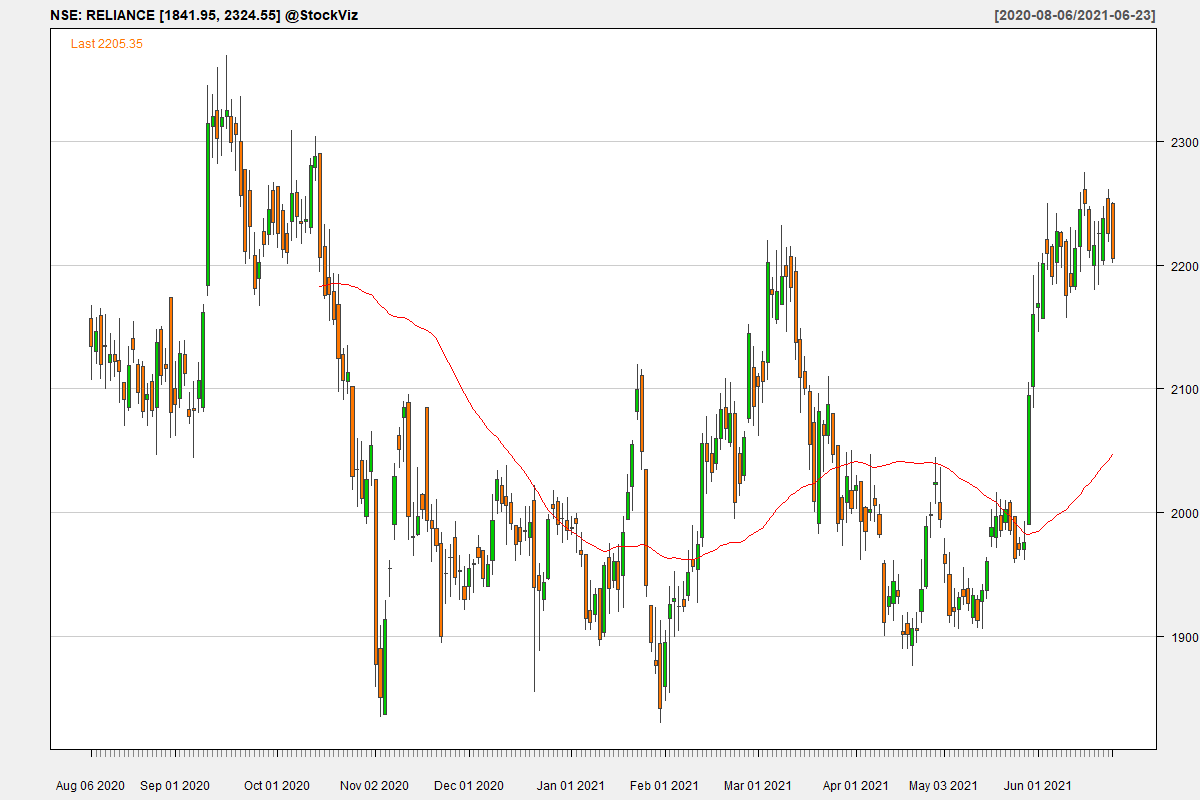 NSE: RELIANCE [1841.95, 2324.55] @StockViz
[2020-08-06/2021-06-23]
Last 2205.35
2300
2200
2100
2000
1900
Aug 06 2020 Sep 01 2020 Oct 01 2020 Nov 02 2020 Dec 01 2020 Jan 01 2021 Feb 01 2021 Mar 01 2021 Apr 01 2021 May 03 2021 Jun 01 2021